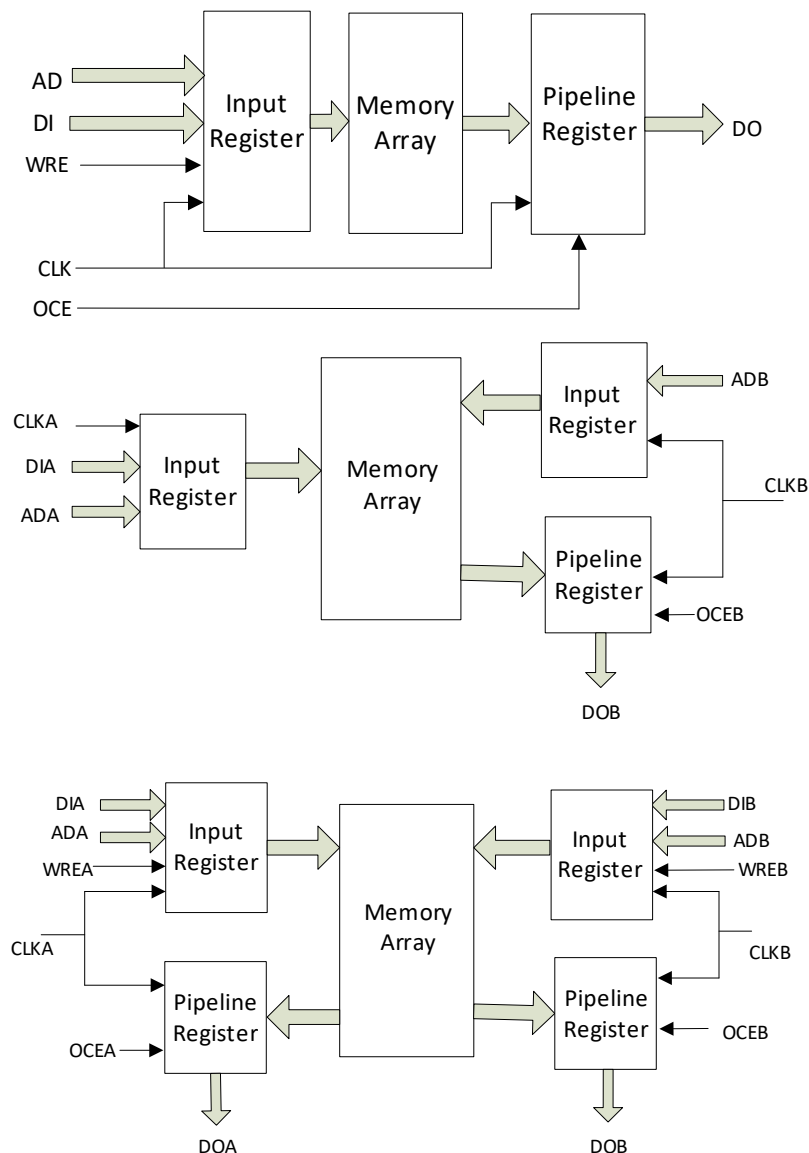 AD
DI
WRE
CLK
OCE
Input
Register
Memory
Array
Pipeline
Register
DO
CLKA
DIA
ADA
Input
Register
Memory
Array
Input
Register
ADB
CLKB
Pipeline
Register
OCEB
DOB
DIA
ADA
WREA
CLKA
OCEA
Input
Register
Pipeline
Register
DOA
Memory
Array
Input
Register
DIB
ADB
WREB
CLKB
Pipeline
Register
OCEB
DOB